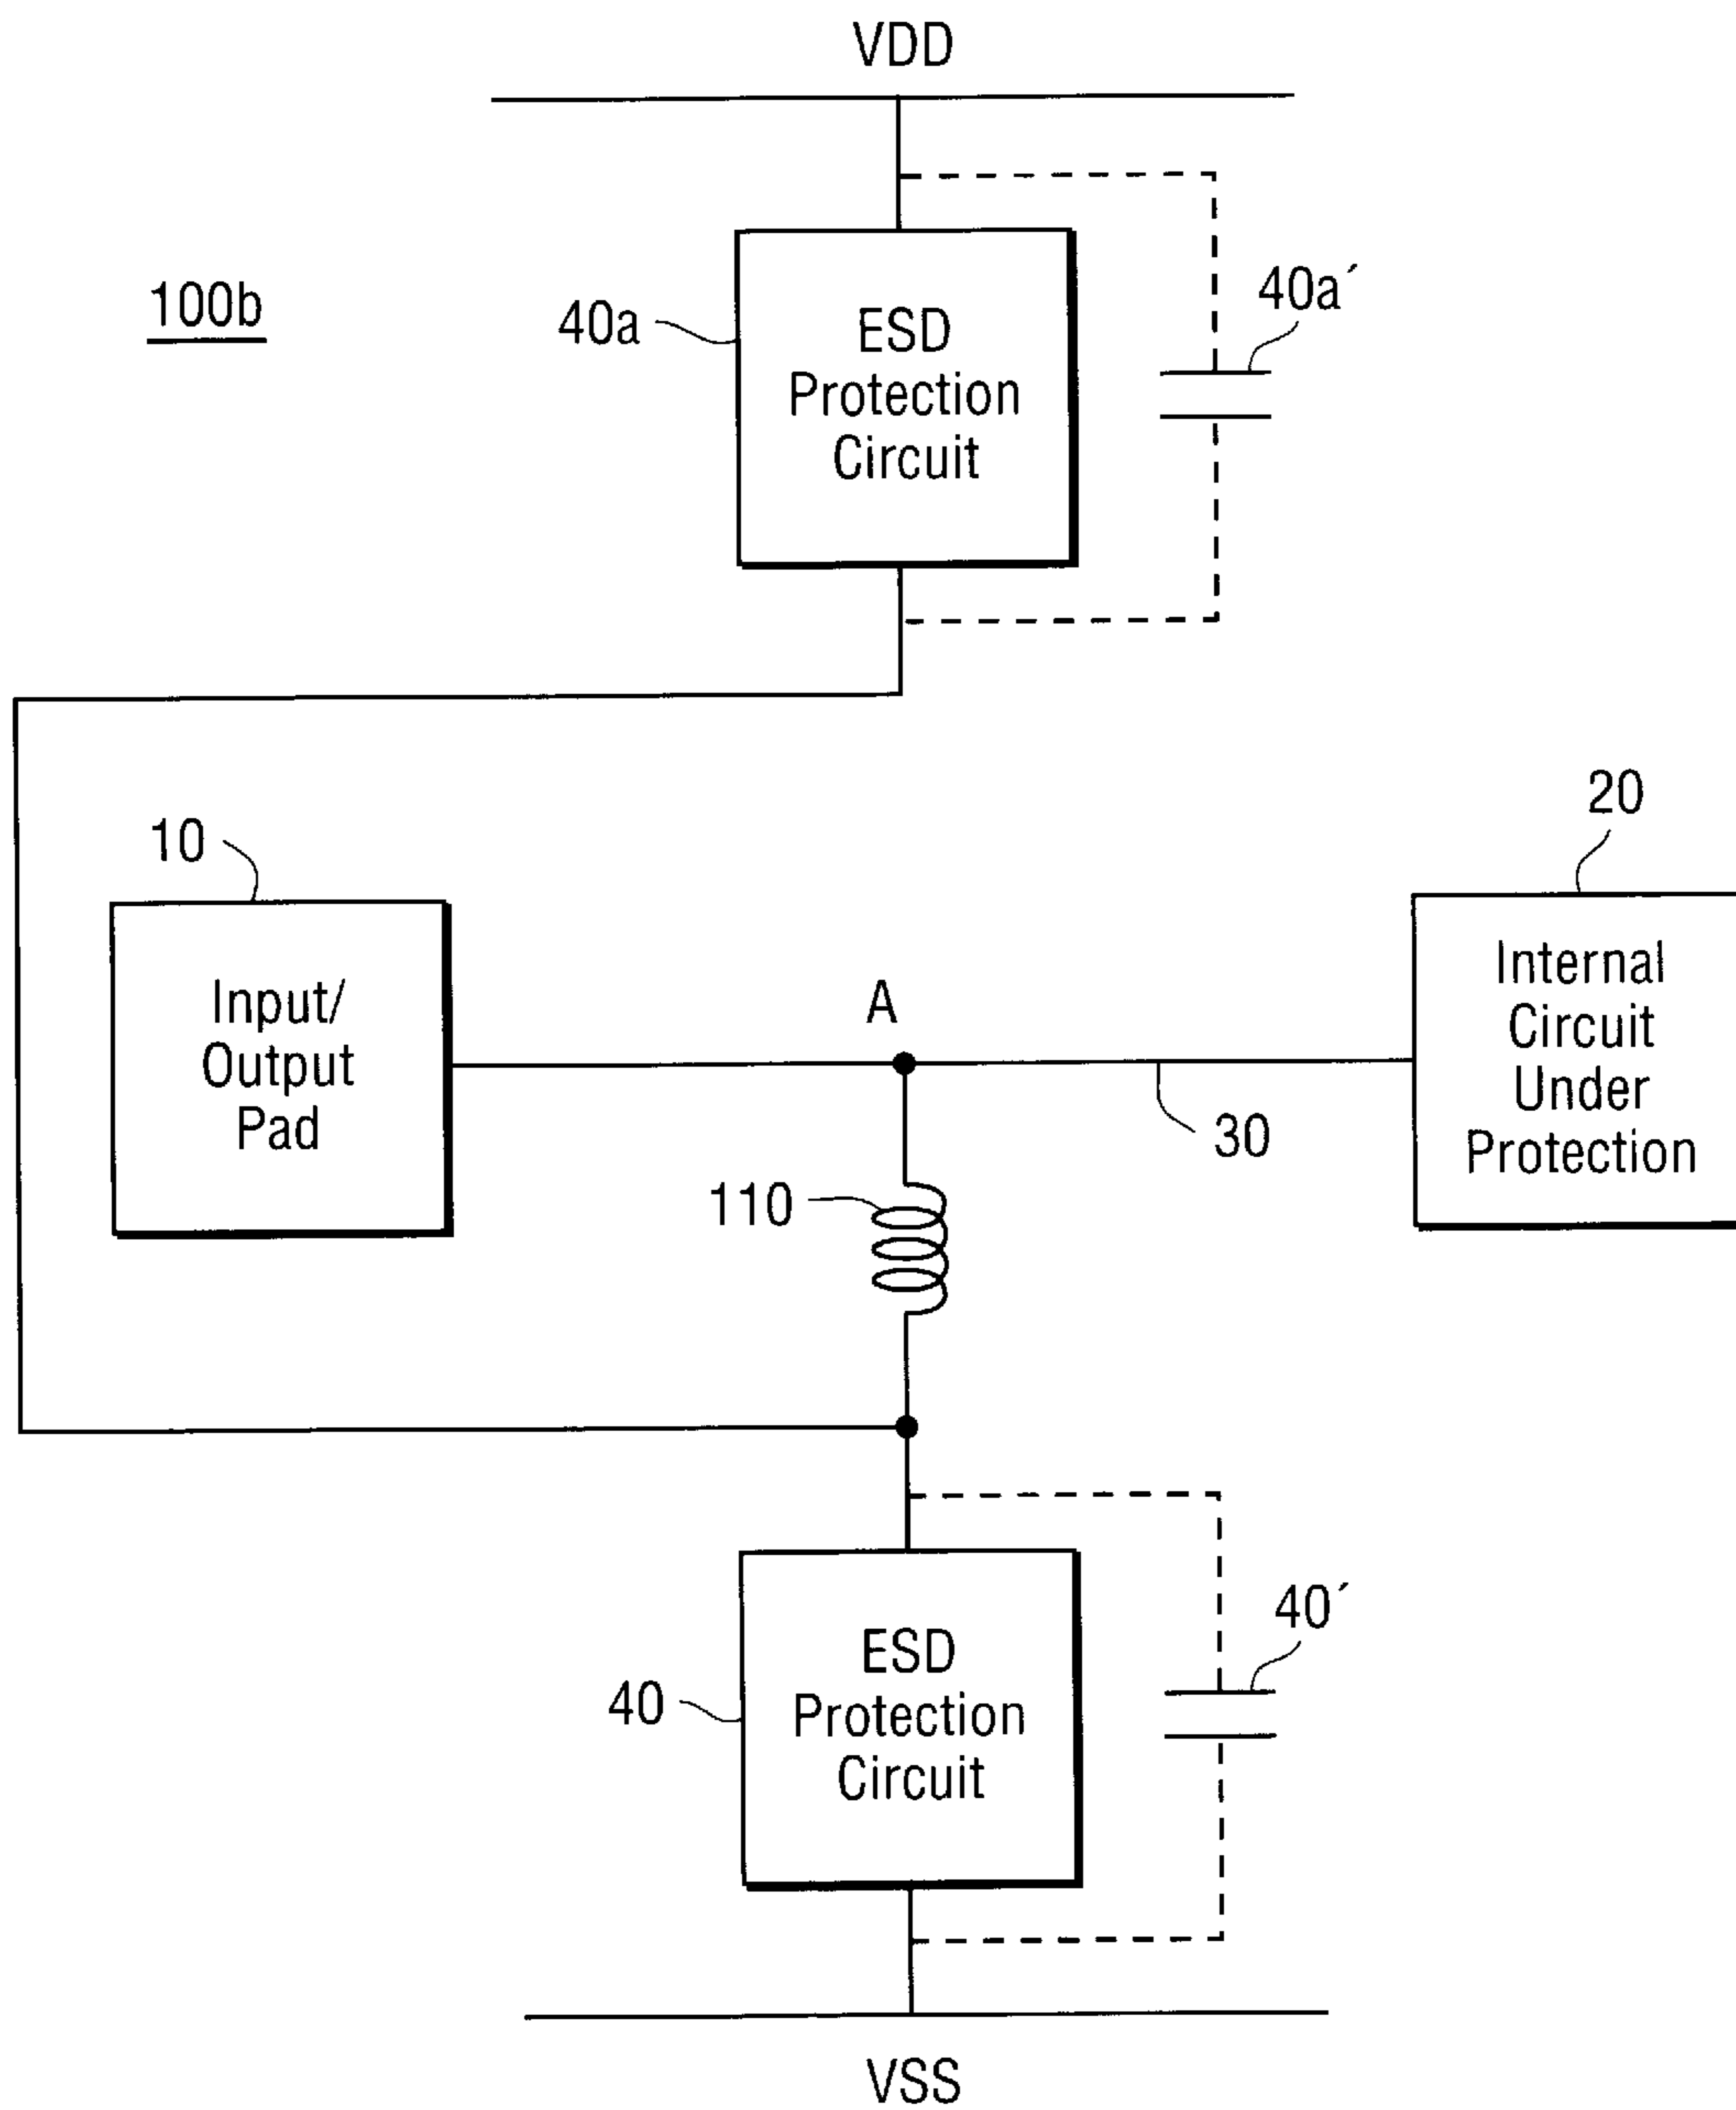 VDD
100b
40a
ESD
Protection
Circuit
40a´
10
Input/
Output
Pad
A
30
20
Internal
Circuit
Under
Protection
110
40
ESD
Protection
Circuit
40´
VSS